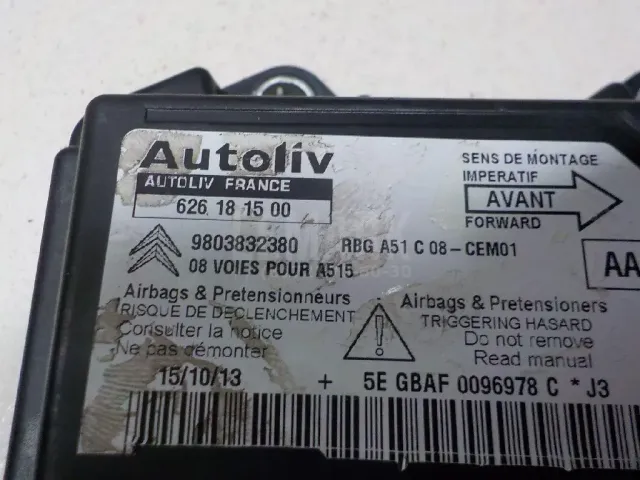 Autoliv
AUTOLIV FRANCE
626 18 15 00
9803832380 RBG A51 C 08-CEM01
08 VOIES POUR A515
SENS DE MONTAGE
IMPERATIF
AVANT
FORWARD
AA
Airbags & Pretensionneurs
RISQUE DE DECLENCHEMENT
Consulter la notice
Ne pas démonter
Airbags & Pretensioners
TRIGGERING HASARD
Do not remove
Read manual
15/10/13 + 5E GBAF 0096978 C * J3